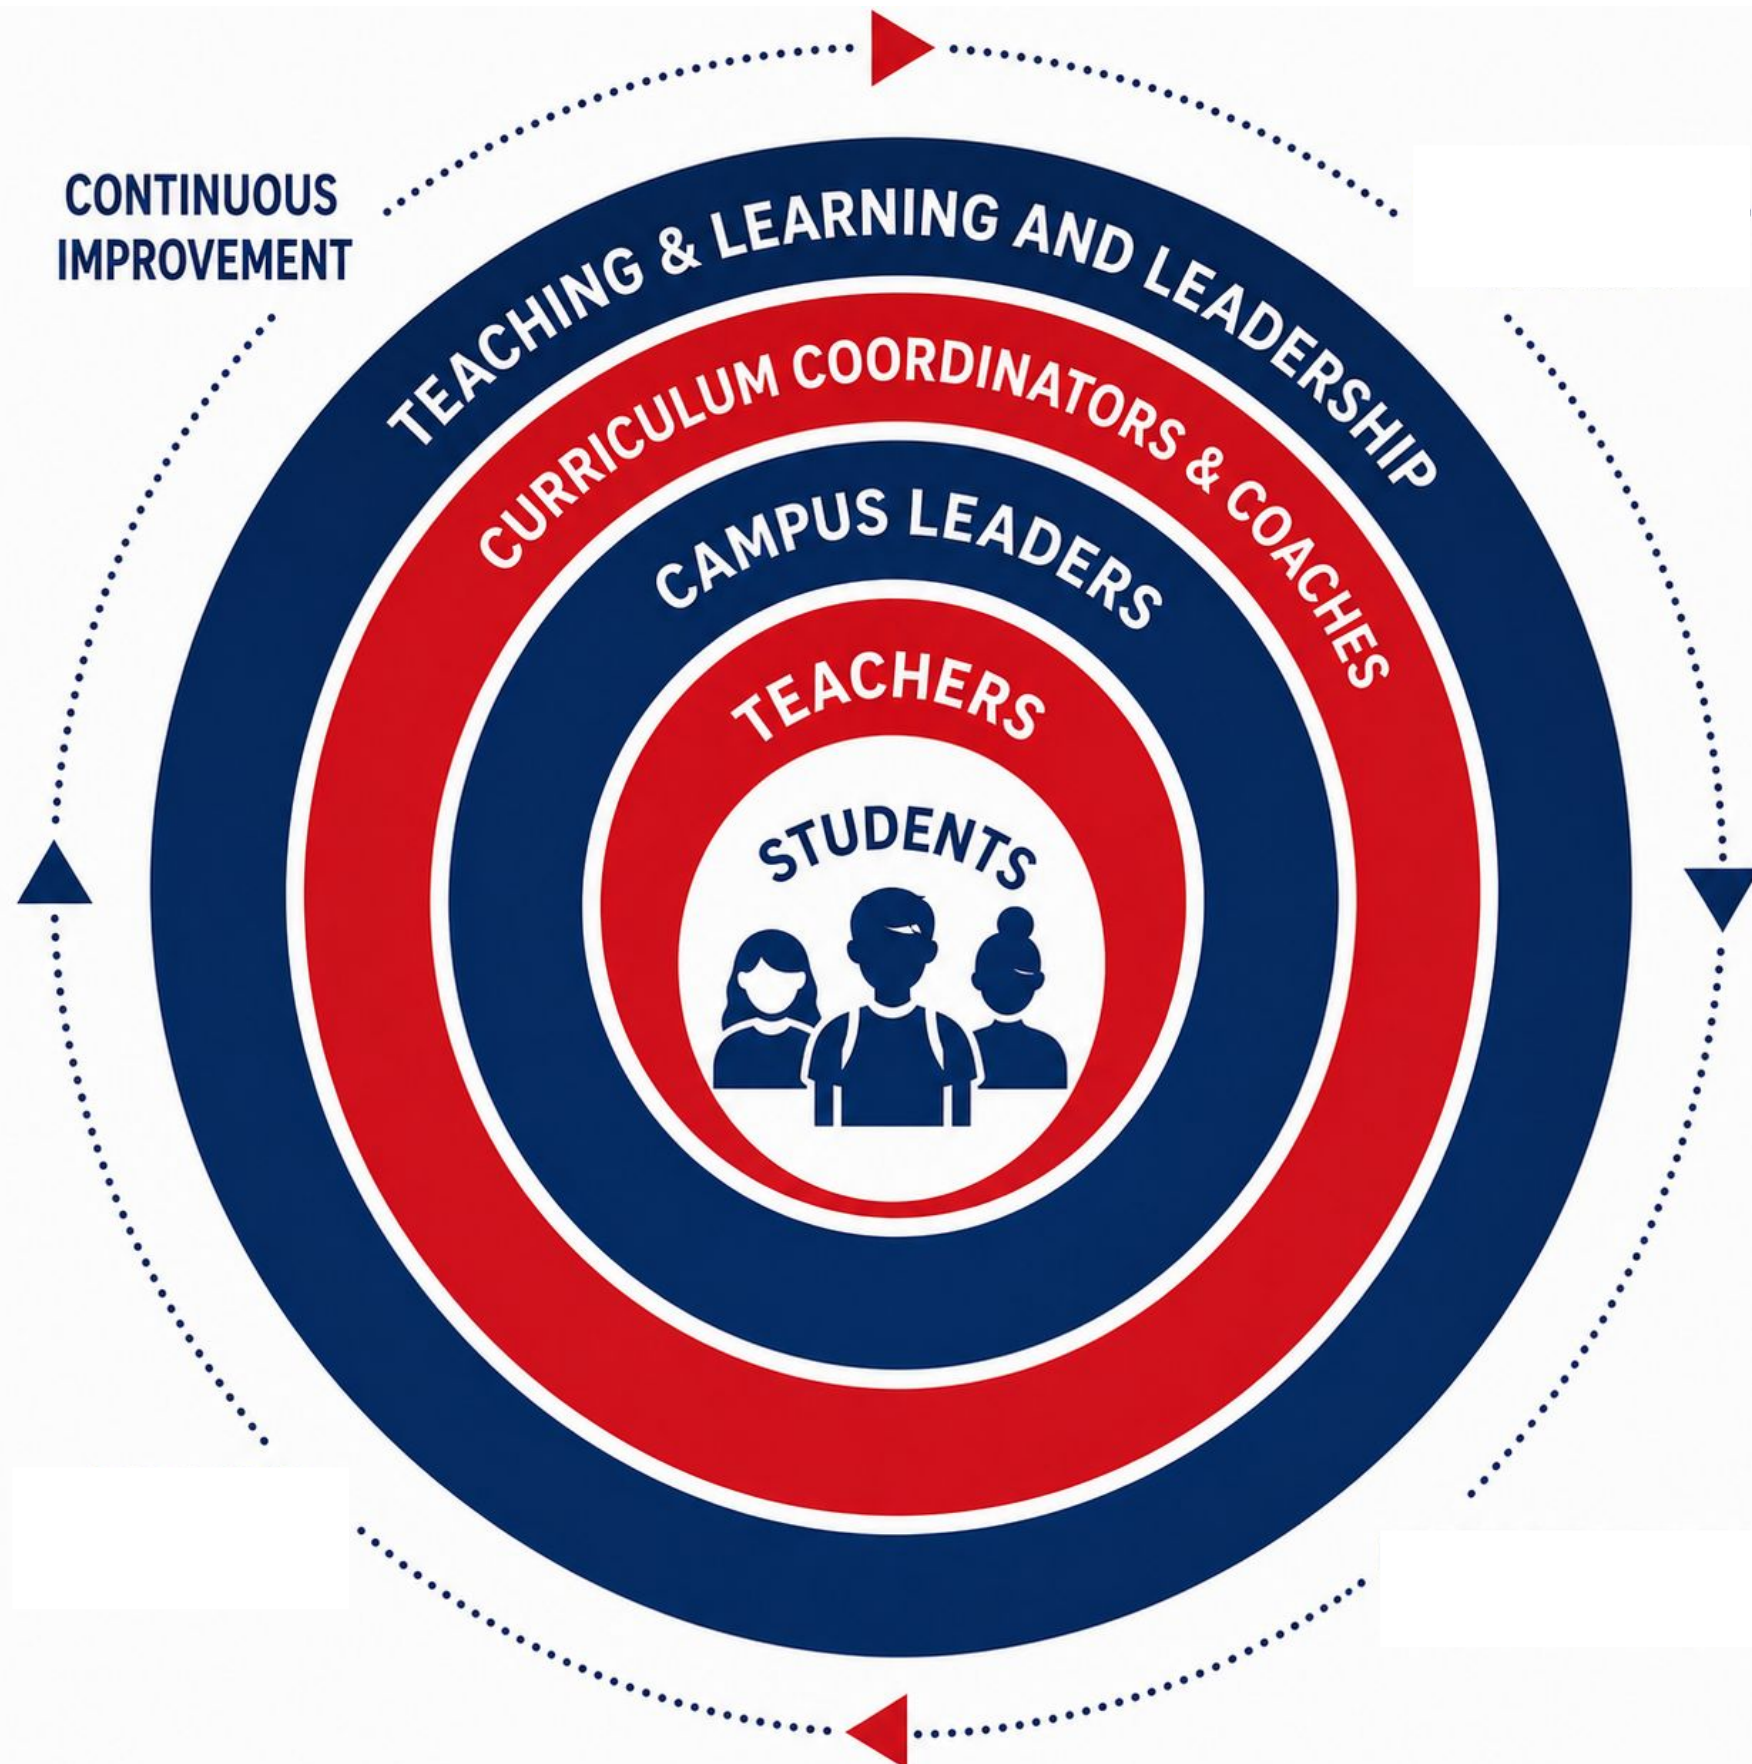 CONTINUOUS
IMPROVEMENT
TEACHING & LEARNING AND LEADERSHIP
CURRICULUM COORDINATORS & COACHES
CAMPUS LEADERS
TEACHERS
STUDENTS